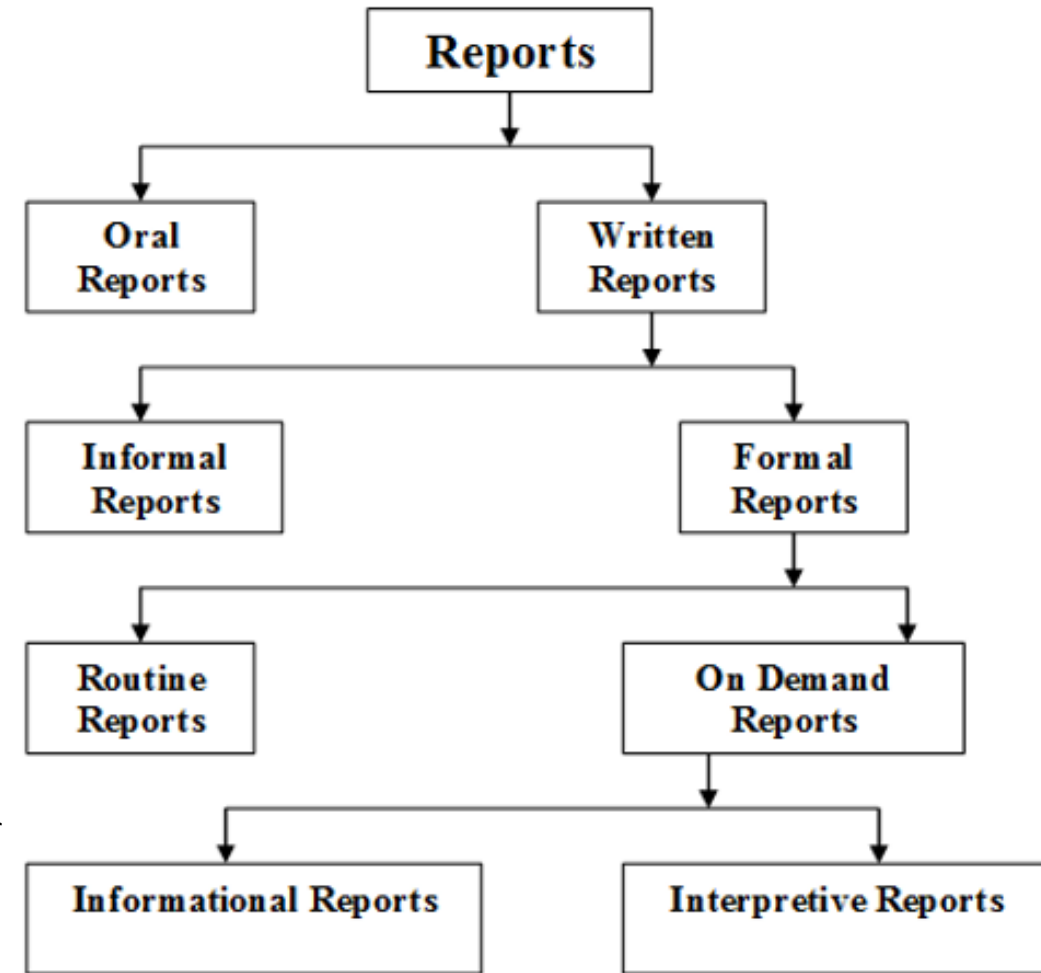 Reports
Oral
Reports
Written
Reports
Informal
Reports
Formal
Reports
Routine
Reports
On Demand
Reports
Informational Reports
Interpretive Reports